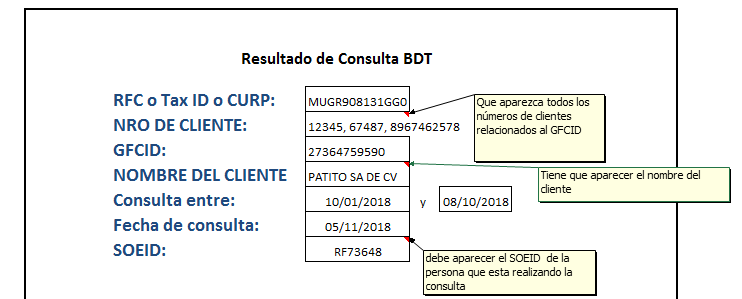 Resultado de Consulta BDT
RFC o Tax ID o CURP: MUGR908131GG0
NRO DE CLIENTE: 12345, 67487, 8967462578
GFCID: 27364759590
NOMBRE DEL CLIENTE PATITO SA DE CV
Consulta entre: 10/01/2018 y 08/10/2018
Fecha de consulta: 05/11/2018
SOEID: RF73648
Que aparezca todos los
números de clientes
relacionados al GFCID
Tiene que aparecer el nombre del
cliente
debe aparecer el SOEID de la
persona que esta realizando la
consulta